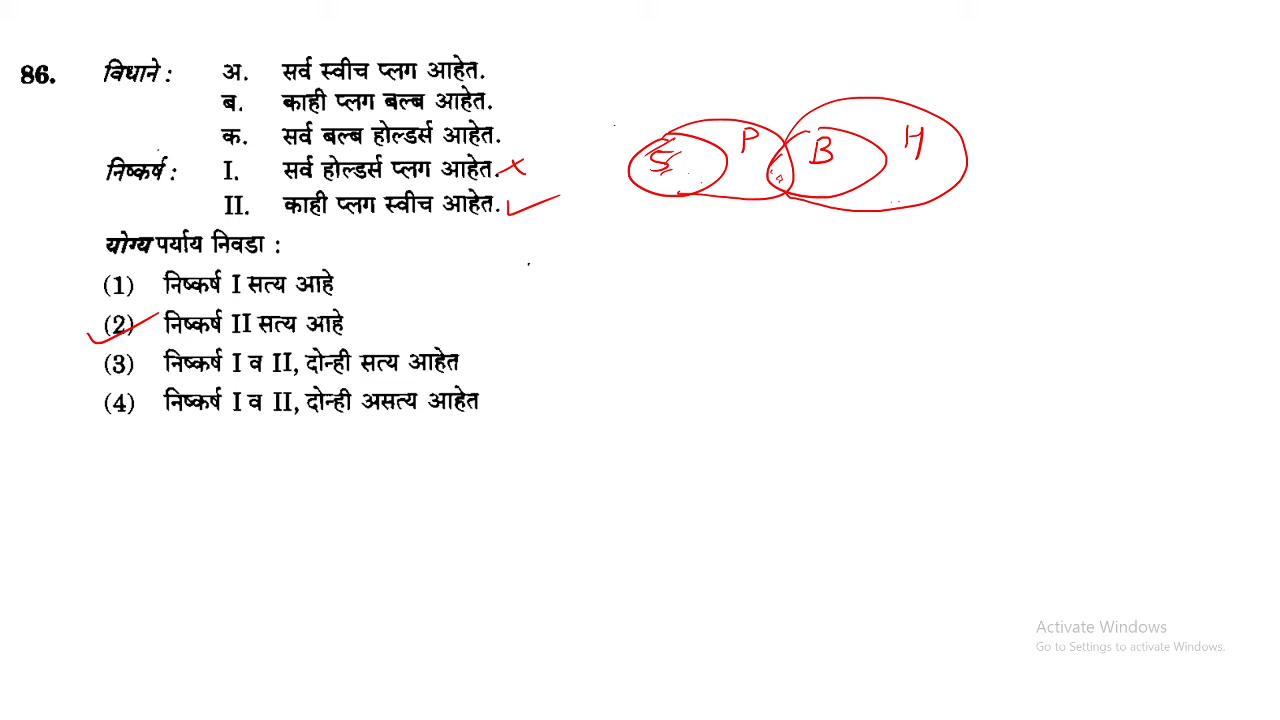 86. विधाने : अ. सर्व स्वीच प्लग आहेत.
ब. काही प्लग बल्ब आहेत.
क. सर्व बल्ब होल्डर्स आहेत.
निष्कर्ष : I. सर्व होल्डर्स प्लग आहेत.
II. काही प्लग स्वीच आहेत.
योग्य पर्याय निवडा :
(1) निष्कर्ष I सत्य आहे
(2) निष्कर्ष II सत्य आहे
(3) निष्कर्ष I व II, दोन्ही सत्य आहेत
(4) निष्कर्ष I व II, दोन्ही असत्य आहेत
P B H
Activate Windows
Go to Settings to activate Windows.